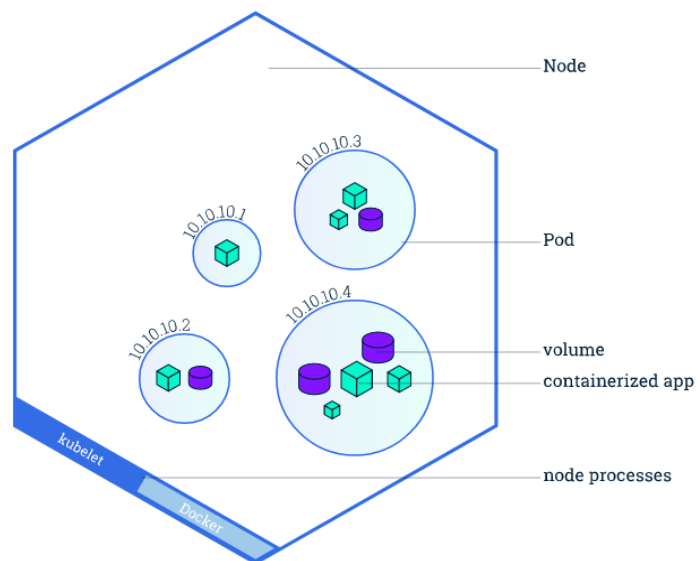 Node
10.10.10.3
10.10.10.1
Pod
10.10.10.4
10.10.10.2
volume
containerized app
kubelet
node processes
Docker